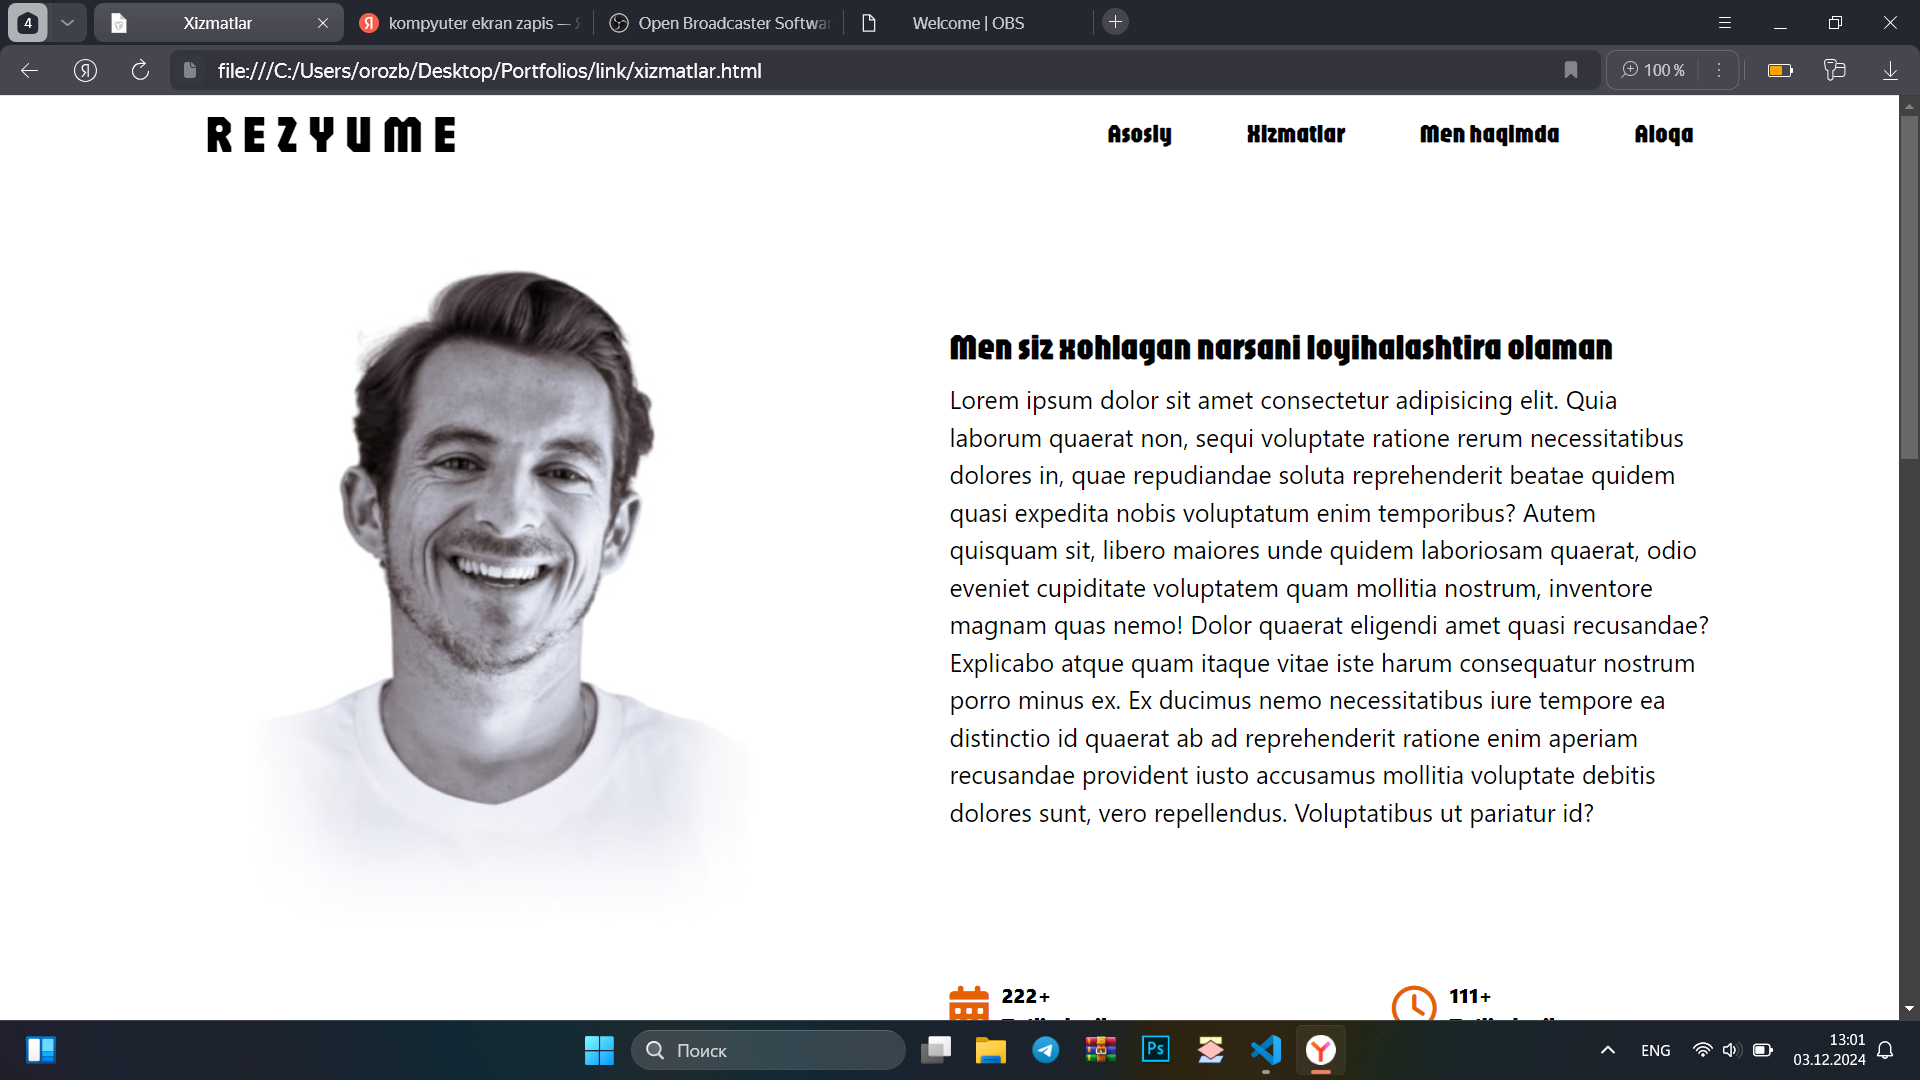 4
Xizmatlar
kompyuter ekran zapis —
Open Broadcaster Softwar
Welcome | OBS
file:///C:/Users/orozb/Desktop/Portfolios/link/xizmatlar.html
100 %
REZYUME
Asosiy
Xizmatlar
Men haqimda
Aloqa
Men siz xohlagan narsani loyihalashtira olaman
Lorem ipsum dolor sit amet consectetur adipisicing elit. Quia
laborum quaerat non, sequi voluptate ratione rerum necessitatibus
dolores in, quae repudiandae soluta reprehenderit beatae quidem
quasi expedita nobis voluptatum enim temporibus? Autem
quisquam sit, libero maiores unde quidem laboriosam quaerat, odio
eveniet cupiditate voluptatem quam mollitia nostrum, inventore
magnam quas nemo! Dolor quaerat eligendi amet quasi recusandae?
Explicabo atque quam itaque vitae iste harum consequatur nostrum
porro minus ex. Ex ducimus nemo necessitatibus iure tempore ea
distinctio id quaerat ab ad reprehenderit ratione enim aperiam
recusandae provident iusto accusamus mollitia voluptate debitis
dolores sunt, vero repellendus. Voluptatibus ut pariatur id?
222+
111+
Поиск
Ps
ENG
13:01
03.12.2024